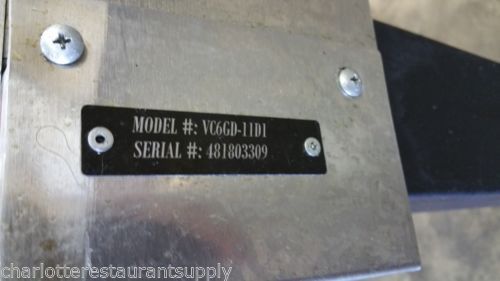 MODEL #: VC6GD-11D1
SERIAL #: 481803309
charlotterestaurantsupply